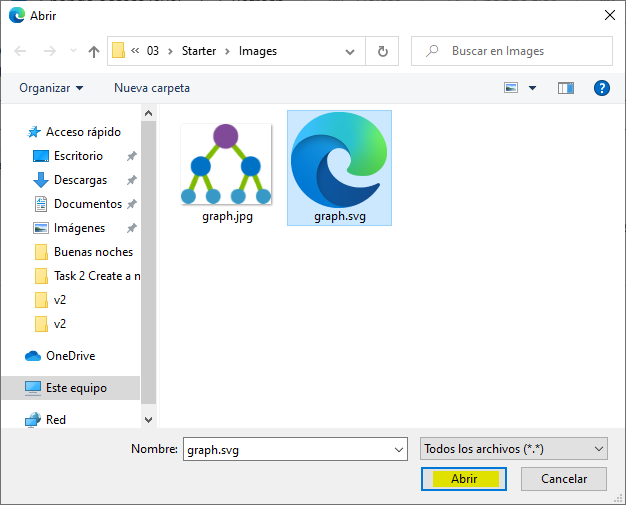 Abrir
03
Starter
Images
Buscar en Images
Organizar
Nueva carpeta
Acceso rápido
Escritorio
Descargas
Documentos
Imágenes
Buenas noches
Task 2 Create a n
v2
v2
OneDrive
Este equipo
Red
graph.jpg
graph.svg
Nombre:
graph.svg
Todos los archivos (*.*)
Abrir
Cancelar